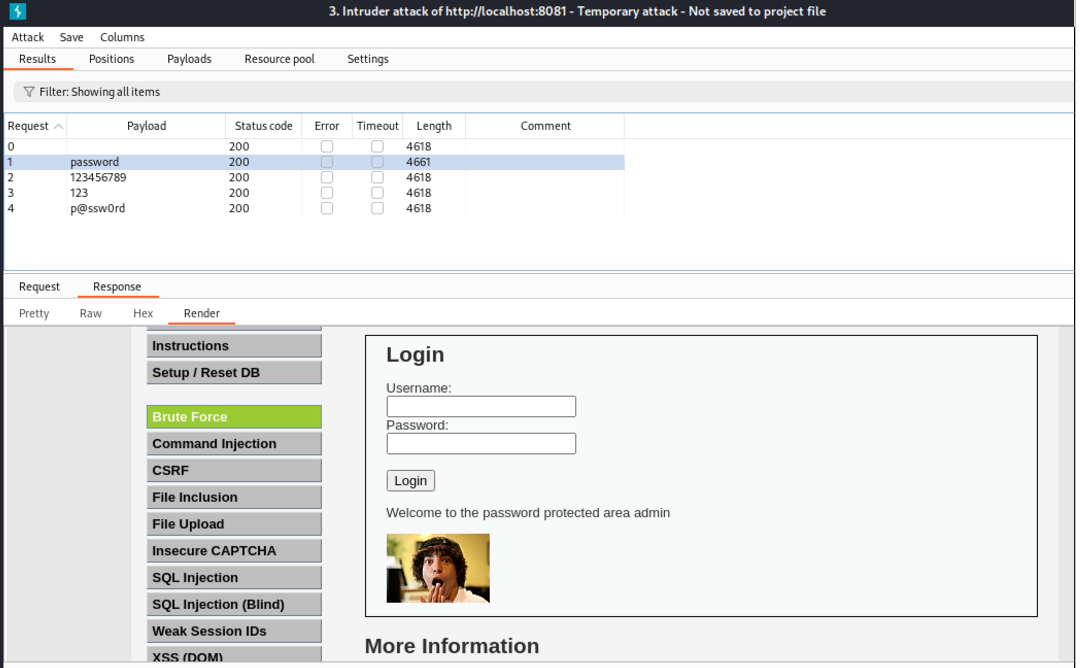 3. Intruder attack of http://localhost:8081 - Temporary attack - Not saved to project file
Attack Save Columns
Results Positions Payloads Resource pool Settings
Filter: Showing all items
Request Payload Status code Error Timeout Length Comment
0 200 4618
1 password 200 4661
2 123456789 200 4618
3 123 200 4618
4 p@ssw0rd 200 4618
Request Response
Pretty Raw Hex Render
Instructions
Setup / Reset DB
Brute Force
Command Injection
CSRF
File Inclusion
File Upload
Insecure CAPTCHA
SQL Injection
SQL Injection (Blind)
Weak Session IDs
XSS (DOM)
Login
Username:
Password:
Login
Welcome to the password protected area admin
More Information